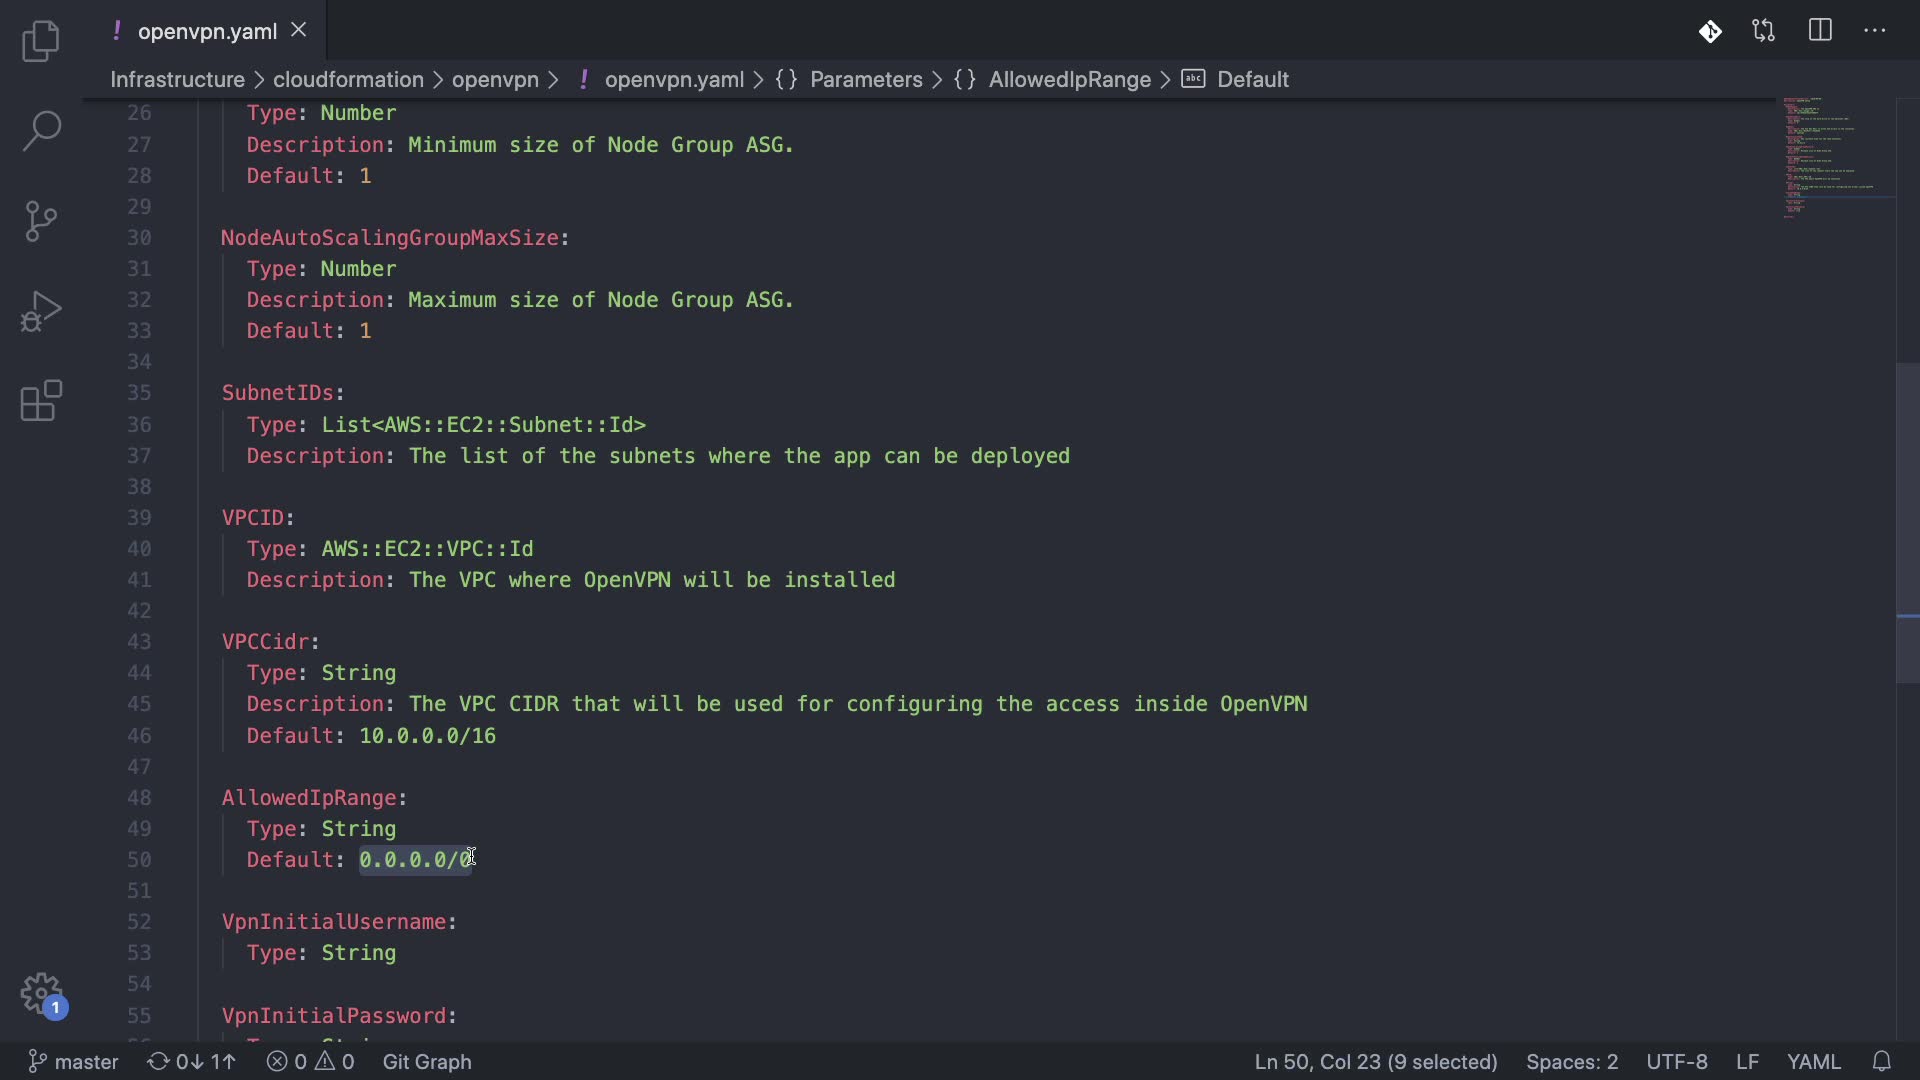 ! openvpn.yaml
Infrastructure > cloudformation > openvpn > ! openvpn.yaml > {} Parameters > {} AllowedIpRange > abc Default
26 Type: Number
27 Description: Minimum size of Node Group ASG.
28 Default: 1
29
30 NodeAutoScalingGroupMaxSize:
31 Type: Number
32 Description: Maximum size of Node Group ASG.
33 Default: 1
34
35 SubnetIDs:
36 Type: List<AWS::EC2::Subnet::Id>
37 Description: The list of the subnets where the app can be deployed
38
39 VPCID:
40 Type: AWS::EC2::VPC::Id
41 Description: The VPC where OpenVPN will be installed
42
43 VPCCidr:
44 Type: String
45 Description: The VPC CIDR that will be used for configuring the access inside OpenVPN
46 Default: 10.0.0.0/16
47
48 AllowedIpRange:
49 Type: String
50 Default: 0.0.0.0/0
51
52 VpnInitialUsername:
53 Type: String
54
55 VpnInitialPassword:
1
master 0↓ 1↑ 0 0 Git Graph Ln 50, Col 23 (9 selected) Spaces: 2 UTF-8 LF YAML